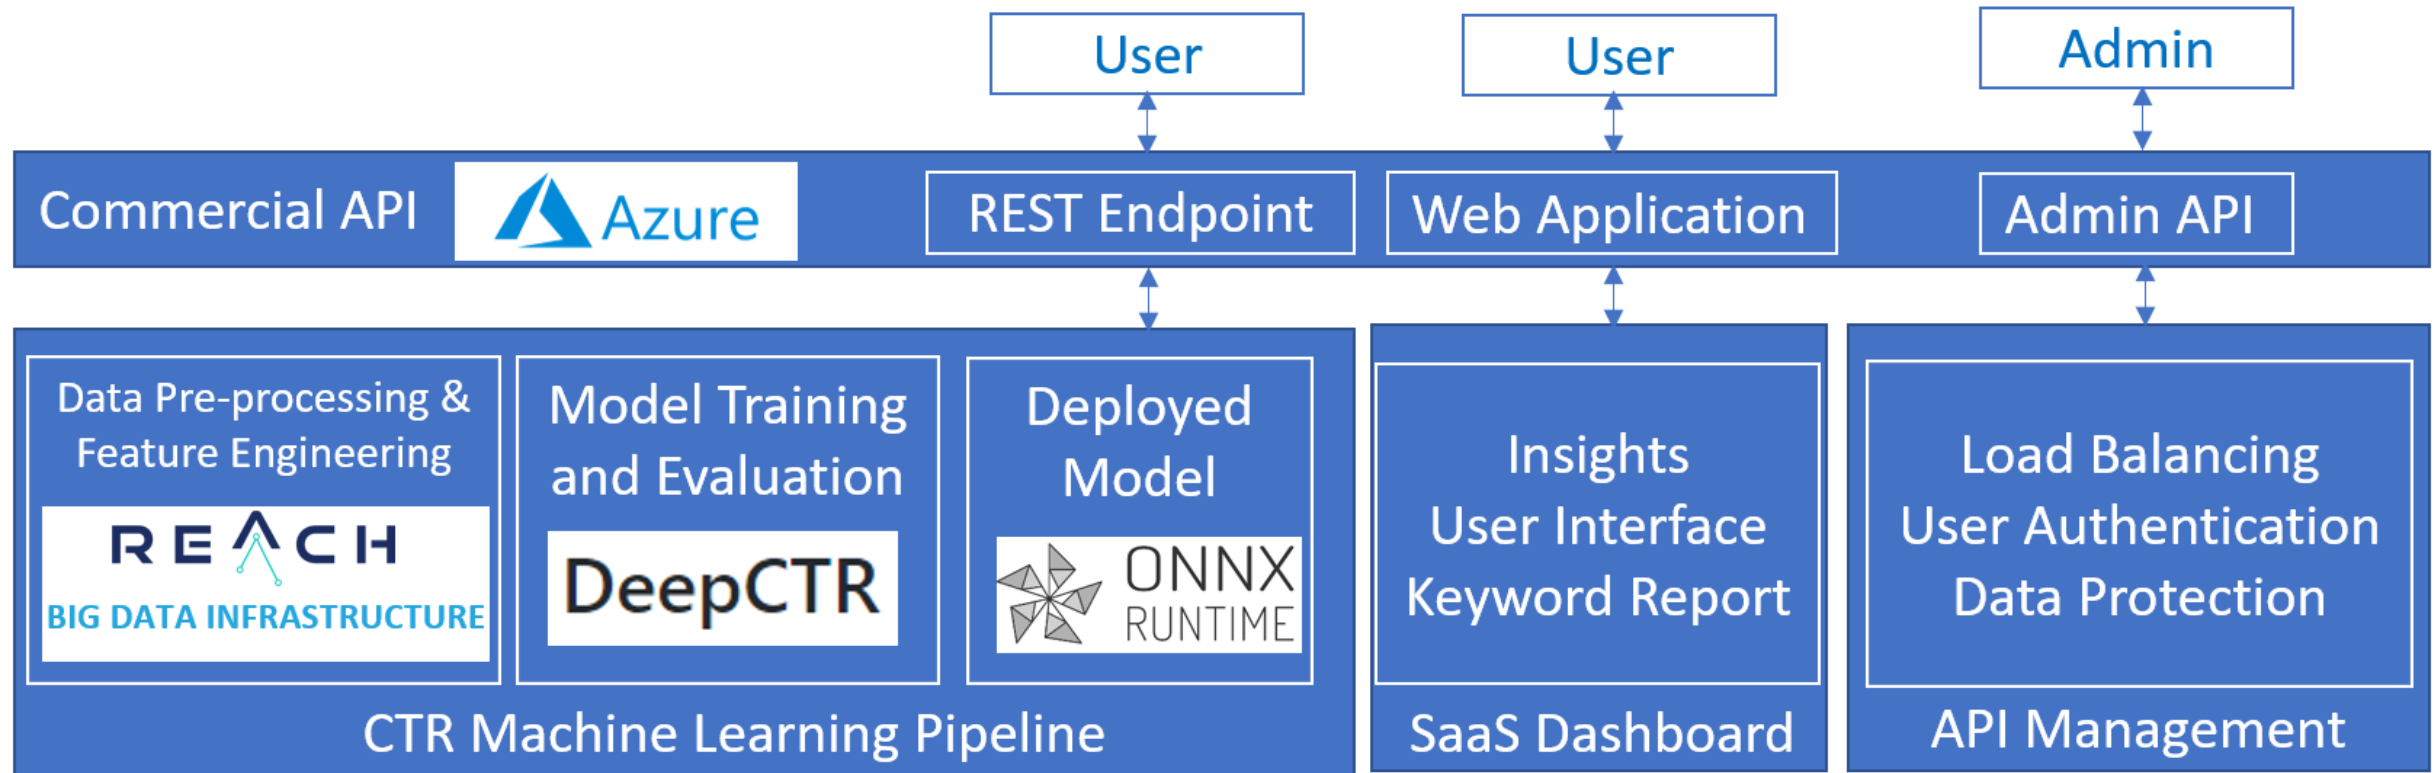 User
User
Admin
Commercial API
Azure
REST Endpoint
Web Application
Admin API
Data Pre-processing &
Feature Engineering
REACH
BIG DATA INFRASTRUCTURE
Model Training
and Evaluation
DeepCTR
Deployed
Model
ONNX
RUNTIME
CTR Machine Learning Pipeline
Insights
User Interface
Keyword Report
SaaS Dashboard
Load Balancing
User Authentication
Data Protection
API Management